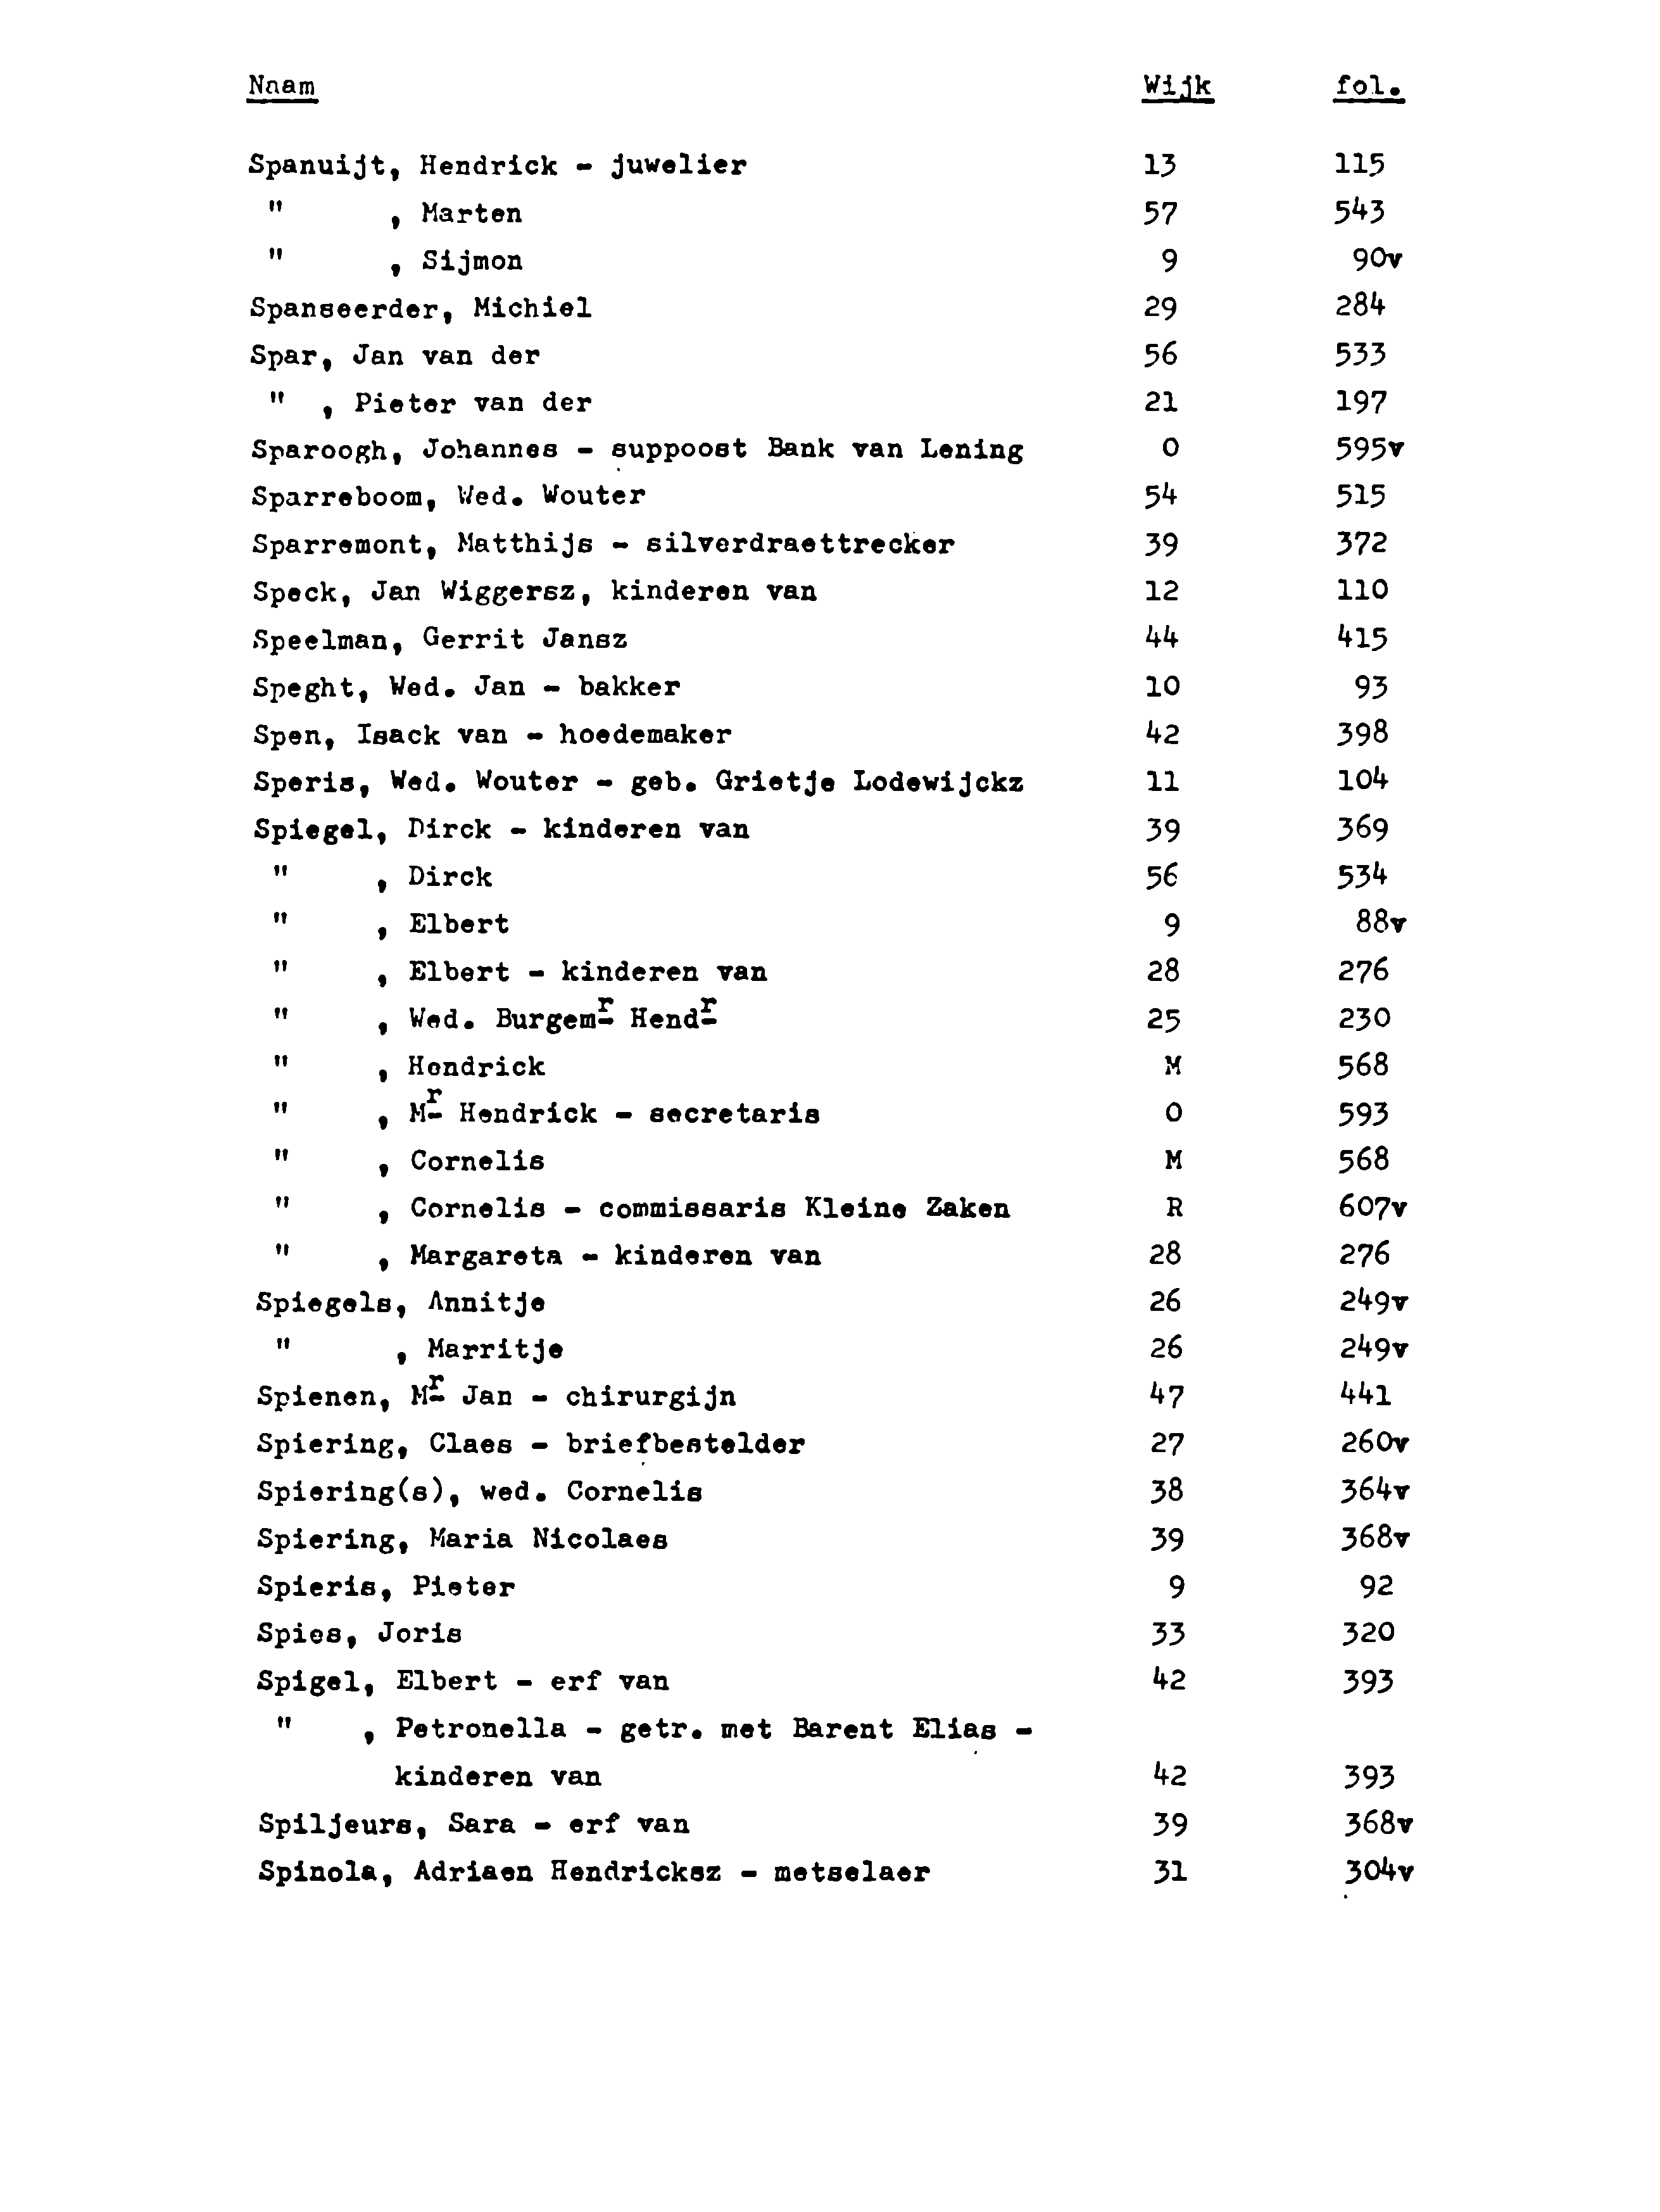 Naam Wijk fol.
Spanuijt, Hendrick - juwelier 13 115
" , Marten 57 543
" , Sijmon 9 90v
Spanseerder, Michiel 29 284
Spar, Jan van der 56 533
" , Pieter van der 21 197
Sparoogh, Johannes - suppoost Bank van Lening O 595v
Sparreboom, Wed. Wouter 54 515
Sparremont, Matthijs - silverdraettrecker 39 372
Speck, Jan Wiggersz, kinderen van 12 110
Speelman, Gerrit Jansz 44 415
Speght, Wed. Jan - bakker 10 93
Spen, Isack van - hoedemaker 42 398
Speris, Wed. Wouter - geb. Grietje Lodewijckz 11 104
Spiegel, Dirck - kinderen van 39 369
" , Dirck 56 534
" , Elbert 9 88v
" , Elbert - kinderen van 28 276
" , Wed. Burgemr Hendr 25 230
" , Hendrick M 568
" , Mr Hendrick - secretaris O 593
" , Cornelis M 568
" , Cornelis - commissaris Kleine Zaken R 607v
" , Margareta - kinderen van 28 276
Spiegels, Annitje 26 249v
" , Marritje 26 249v
Spienen, Mr Jan - chirurgijn 47 441
Spiering, Claes - briefbestelder 27 260v
Spiering(s), wed. Cornelis 38 364v
Spiering, Maria Nicolaes 39 368v
Spieris, Pieter 9 92
Spies, Joris 33 320
Spigel, Elbert - erf van 42 393
" , Petronella - getr. met Barent Elias -
kinderen van 42 393
Spiljeurs, Sara - erf van 39 368v
Spinola, Adriaen Hendricksz - metselaer 31 304v